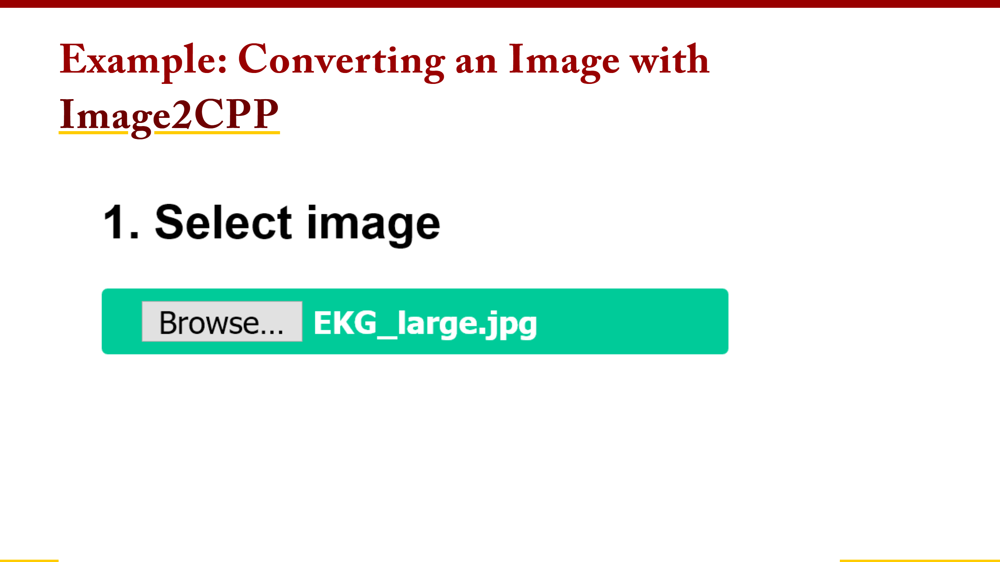 Example: Converting an Image with
Image2CPP
1. Select image
Browse... EKG_large.jpg